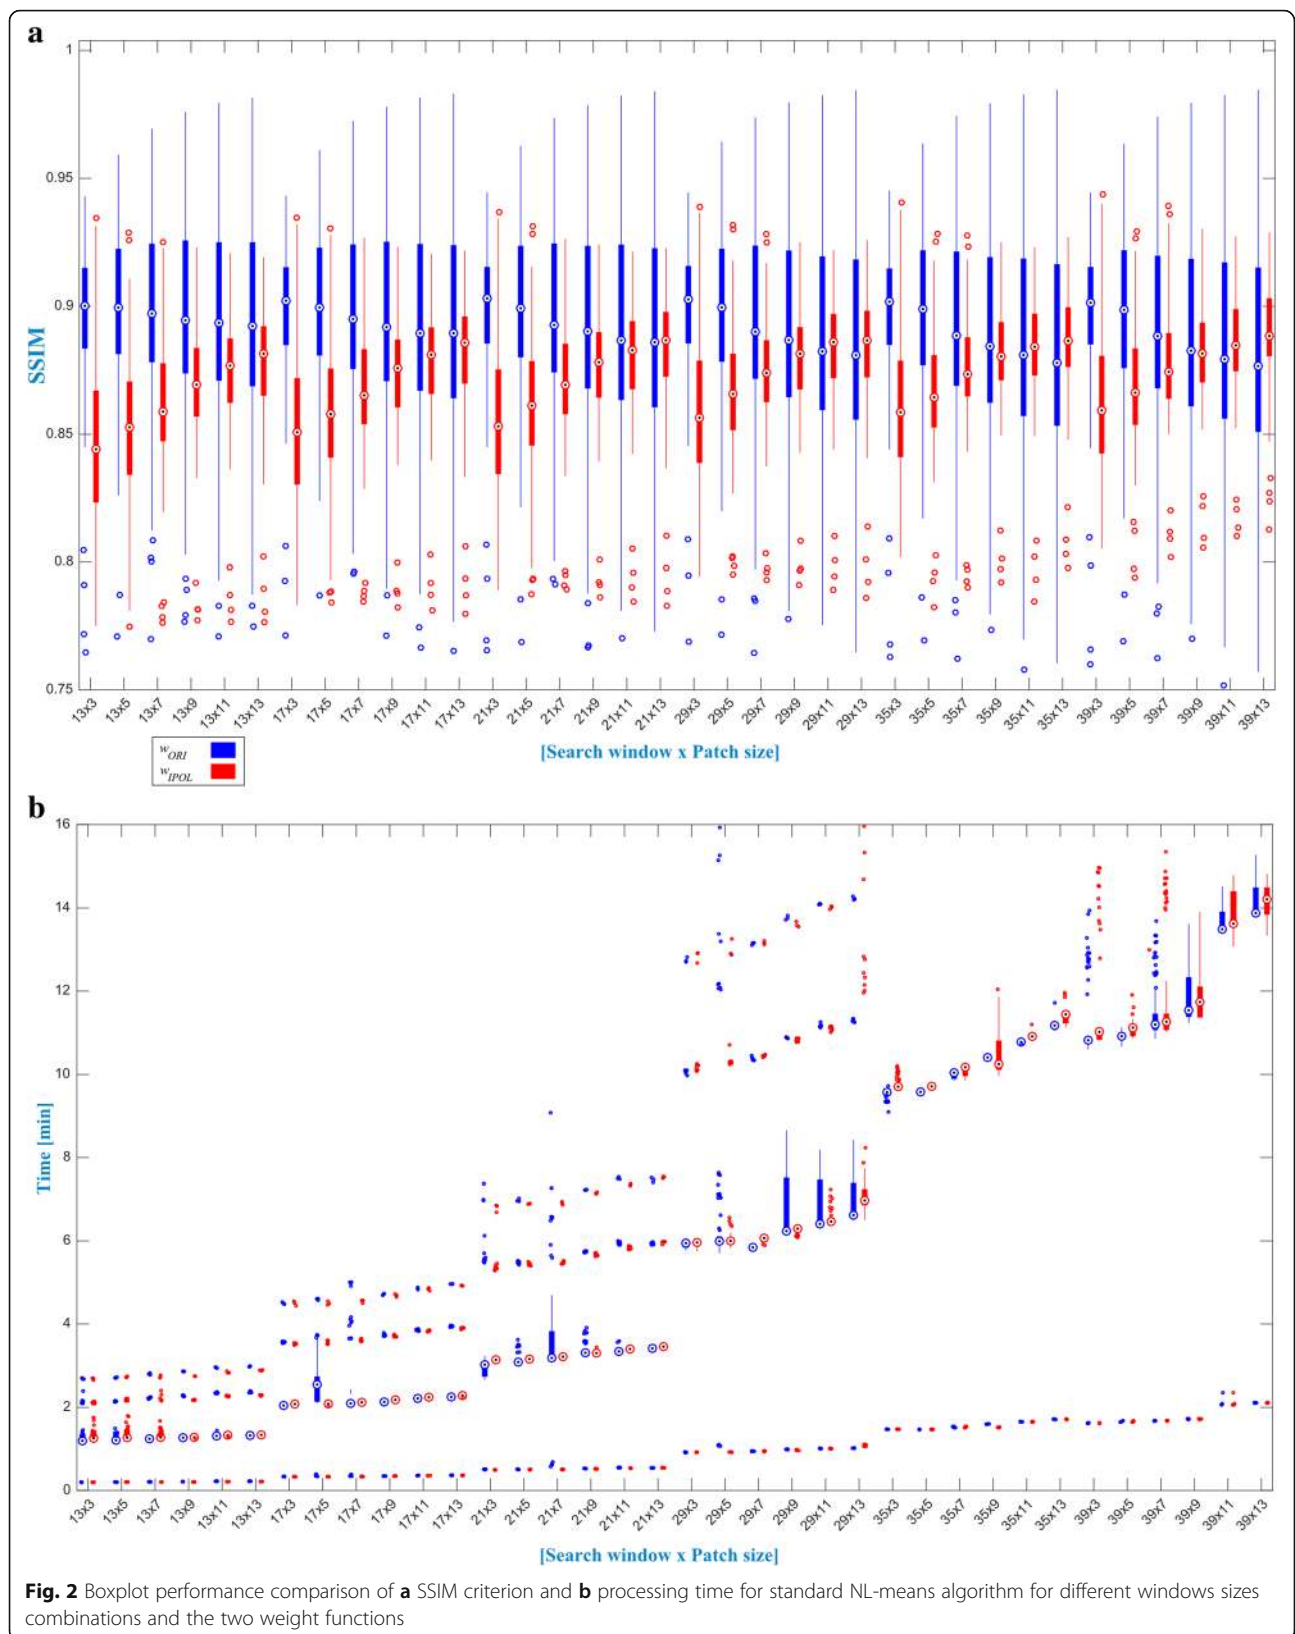 a
1
0.95
0.9
0.85
0.8
0.75
SSIM
13x3 13x5 13x7 13x9 13x11 13x13 17x3 17x5 17x7 17x9 17x11 17x13 21x3 21x5 21x7 21x9 21x11 21x13 29x3 29x5 29x7 29x9 29x11 29x13 35x3 35x5 35x7 35x9 35x11 35x13 39x3 39x5 39x7 39x9 39x11 39x13
[Search window x Patch size]
wORI
wIPOL
b
16
14
12
10
8
6
4
2
0
Time [min]
13x3 13x5 13x7 13x9 13x11 13x13 17x3 17x5 17x7 17x9 17x11 17x13 21x3 21x5 21x7 21x9 21x11 21x13 29x3 29x5 29x7 29x9 29x11 29x13 35x3 35x5 35x7 35x9 35x11 35x13 39x3 39x5 39x7 39x9 39x11 39x13
[Search window x Patch size]
Fig. 2 Boxplot performance comparison of a SSIM criterion and b processing time for standard NL-means algorithm for different windows sizes
combinations and the two weight functions